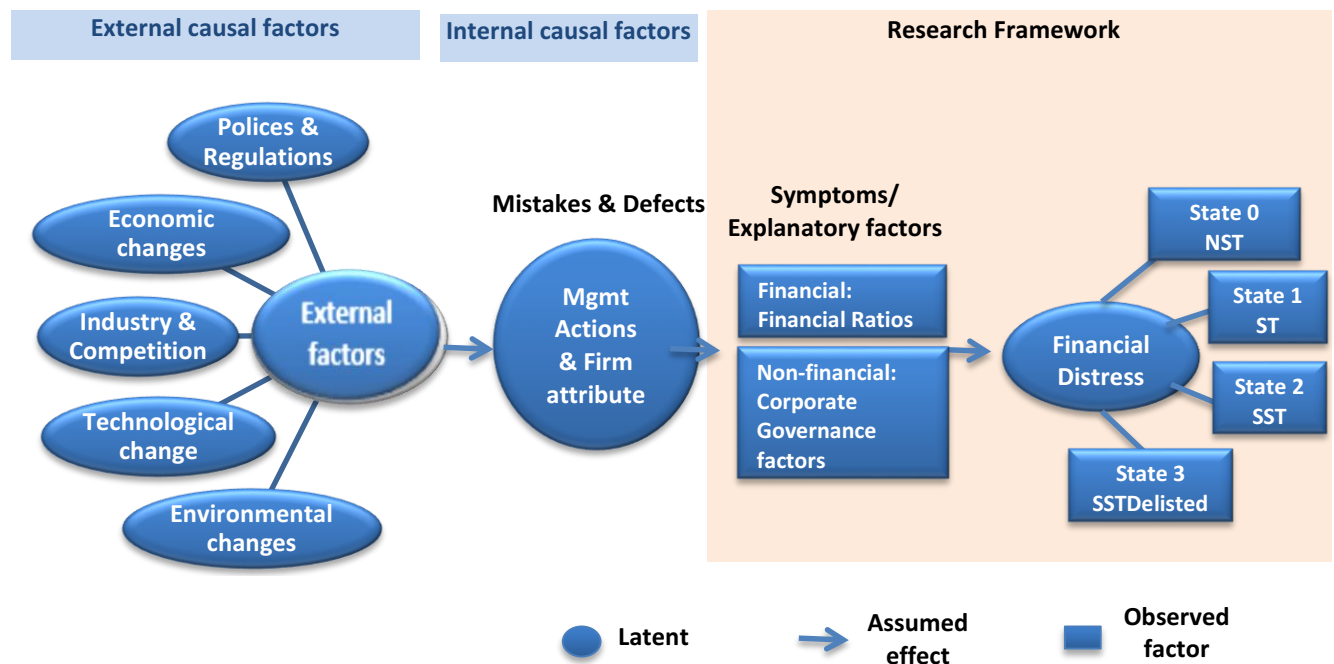 External causal factors
Internal causal factors
Research Framework
Polices &
Regulations
Economic
changes
Industry &
Competition
Technological
change
Environmental
changes
External
factors
Mistakes & Defects
Mgmt
Actions
& Firm
attribute
Symptoms/
Explanatory factors
Financial:
Financial Ratios
Non-financial:
Corporate
Governance
factors
Financial
Distress
State 0
NST
State 1
ST
State 2
SST
State 3
SSTDelisted
Latent
Assumed
effect
Observed
factor